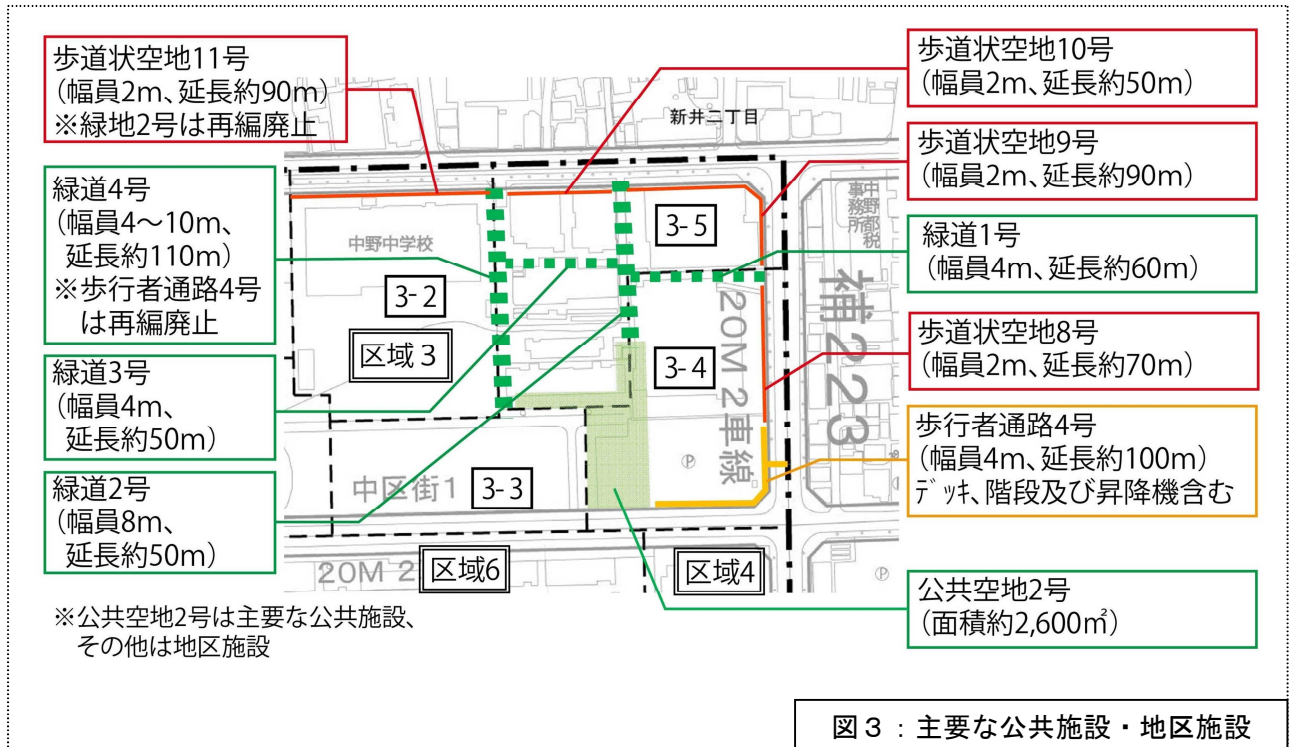 歩道状空地11号
（幅員2m、延長約90m）
※緑地2号は再編廃止
緑道4号
（幅員4～10m、
延長約110m）
※歩行者通路4号
は再編廃止
緑道3号
（幅員4m、
延長約50m）
緑道2号
（幅員8m、
延長約50m）
歩道状空地10号
（幅員2m、延長約50m）
歩道状空地9号
（幅員2m、延長約90m）
緑道1号
（幅員4m、延長約60m）
歩道状空地8号
（幅員2m、延長約70m）
歩行者通路4号
（幅員4m、延長約100m）
ﾃﾞｯｷ、階段及び昇降機含む
公共空地2号
（面積約2,600㎡）
新井二丁目
中野都税
事務所
中野中学校
3-5
3-2
区域３
3-4
20M 2車線
補223
Ⓟ
中区街1
3-3
20M 2
区域6
区域4
Ⓟ
※公共空地2号は主要な公共施設、
その他は地区施設
図３：主要な公共施設・地区施設